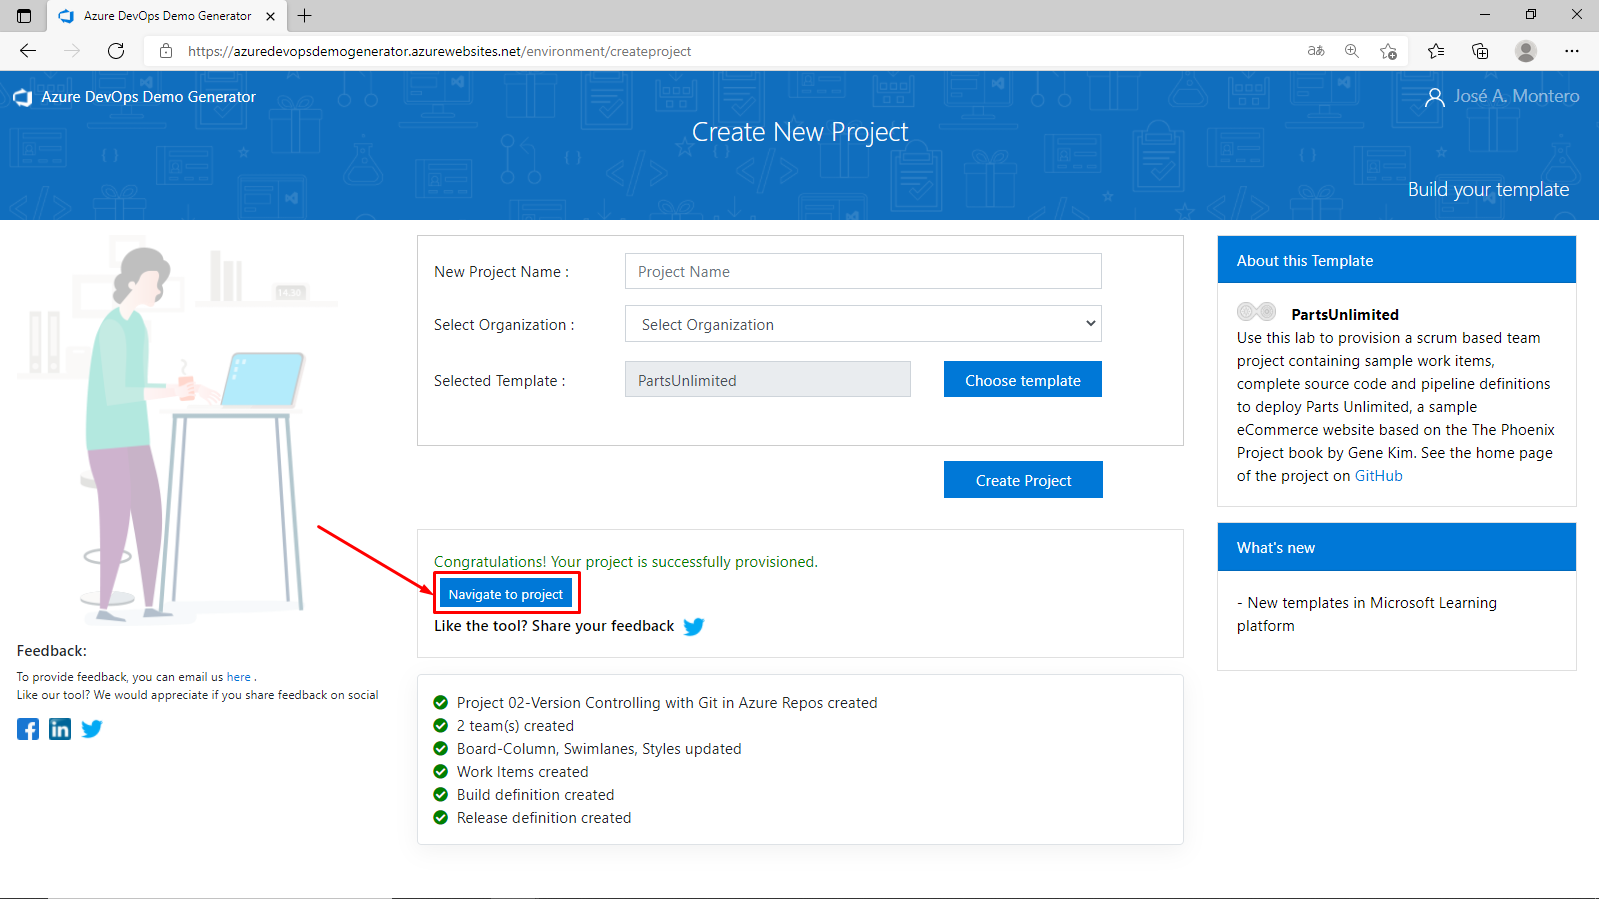 Azure DevOps Demo Generator
https://azuredevopsdemogenerator.azurewebsites.net/environment/createproject
aあ
Azure DevOps Demo Generator
José A. Montero
Create New Project
Build your template
14:30
New Project Name :
Project Name
Select Organization :
Select Organization
Selected Template :
PartsUnlimited
Choose template
Create Project
Congratulations! Your project is successfully provisioned.
Navigate to project
Like the tool? Share your feedback
Project 02-Version Controlling with Git in Azure Repos created
2 team(s) created
Board-Column, Swimlanes, Styles updated
Work Items created
Build definition created
Release definition created
About this Template
PartsUnlimited
Use this lab to provision a scrum based team
project containing sample work items,
complete source code and pipeline definitions
to deploy Parts Unlimited, a sample
eCommerce website based on the The Phoenix
Project book by Gene Kim. See the home page
of the project on GitHub
What's new
- New templates in Microsoft Learning
platform
Feedback:
To provide feedback, you can email us here .
Like our tool? We would appreciate if you share feedback on social